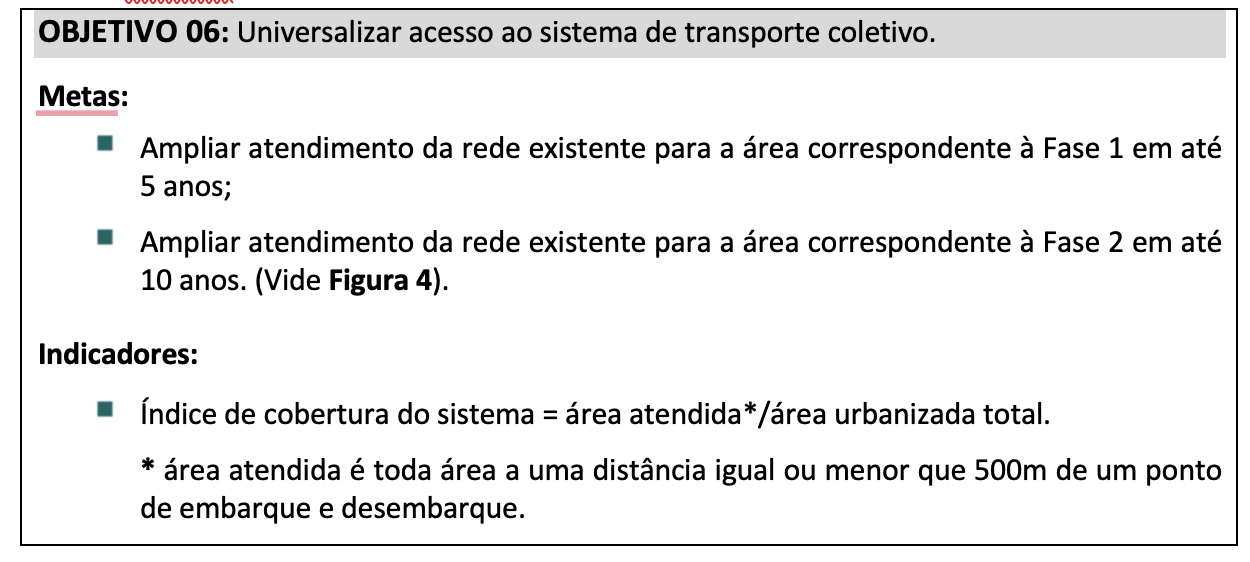 OBJETIVO 06: Universalizar acesso ao sistema de transporte coletivo.
Metas:
Ampliar atendimento da rede existente para a área correspondente à Fase 1 em até
5 anos;
Ampliar atendimento da rede existente para a área correspondente à Fase 2 em até
10 anos. (Vide Figura 4).
Indicadores:
Índice de cobertura do sistema = área atendida*/área urbanizada total.
* área atendida é toda área a uma distância igual ou menor que 500m de um ponto
de embarque e desembarque.